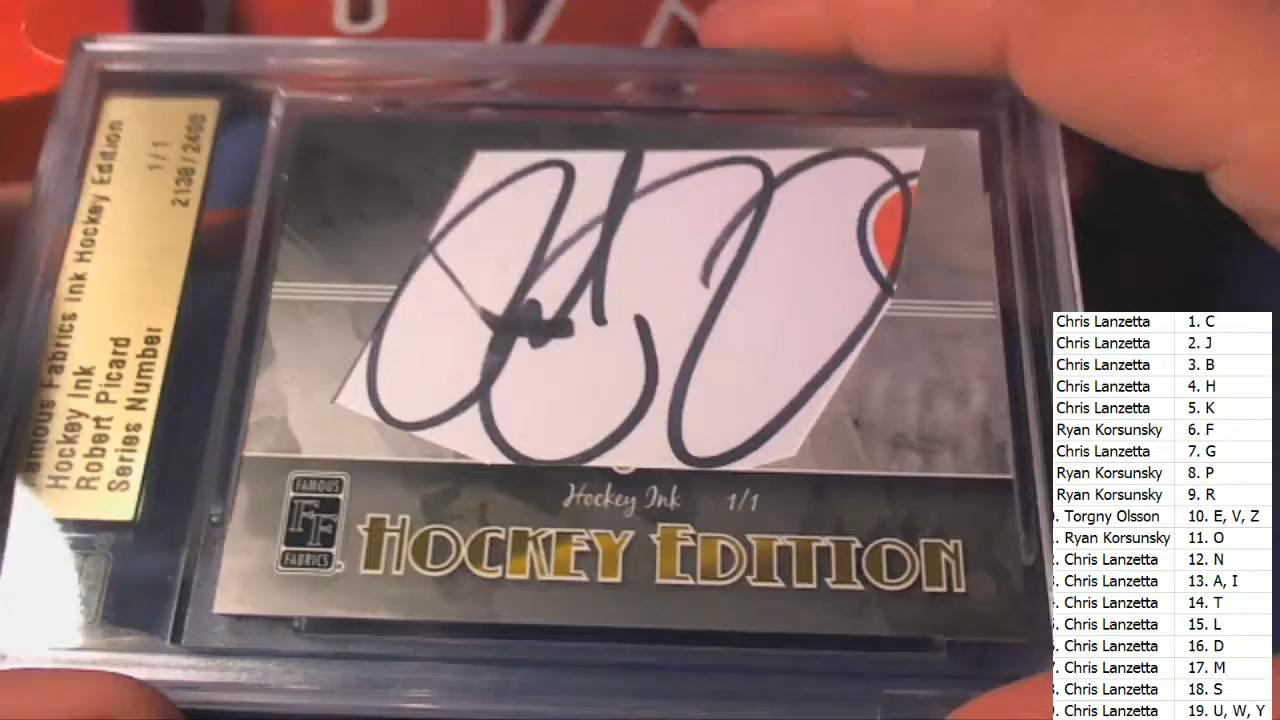 Famous Fabrics Ink Hockey Edition
Hockey Ink 1/1
Robert Picard
Series Number 2138/2400
Hockey Ink 1/1
FAMOUS
FF
FABRICS
HOCKEY EDITION
Chris Lanzetta 1. C
Chris Lanzetta 2. J
Chris Lanzetta 3. B
Chris Lanzetta 4. H
Chris Lanzetta 5. K
Ryan Korsunsky 6. F
Chris Lanzetta 7. G
Ryan Korsunsky 8. P
Ryan Korsunsky 9. R
. Torgny Olsson 10. E, V, Z
. Ryan Korsunsky 11. O
. Chris Lanzetta 12. N
. Chris Lanzetta 13. A, I
. Chris Lanzetta 14. T
. Chris Lanzetta 15. L
. Chris Lanzetta 16. D
. Chris Lanzetta 17. M
. Chris Lanzetta 18. S
. Chris Lanzetta 19. U, W, Y